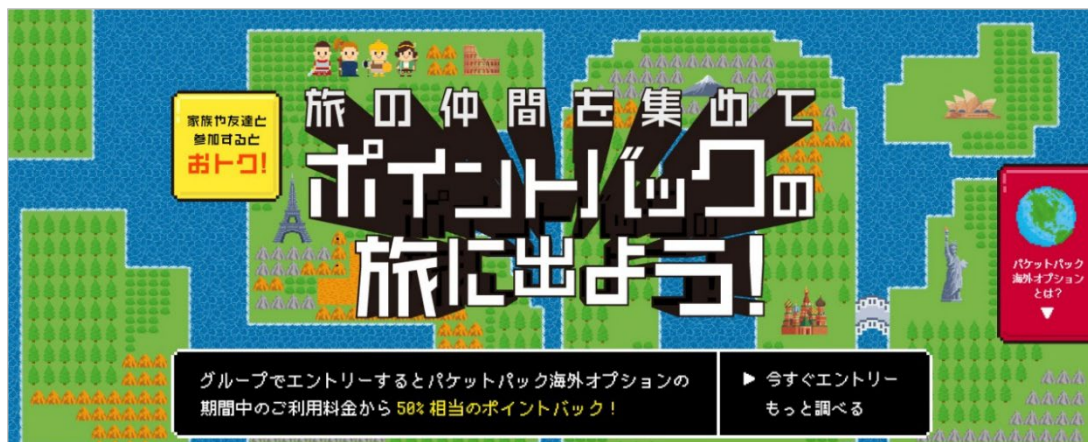 家族や友達と
参加すると
おトク!
旅の仲間を集めて
ポイントバックの
旅に出よう!
パケットパック
海外オプション
とは?
▼
グループでエントリーするとパケットパック海外オプションの
期間中のご利用料金から50%相当のポイントバック!
▶ 今すぐエントリー
もっと調べる